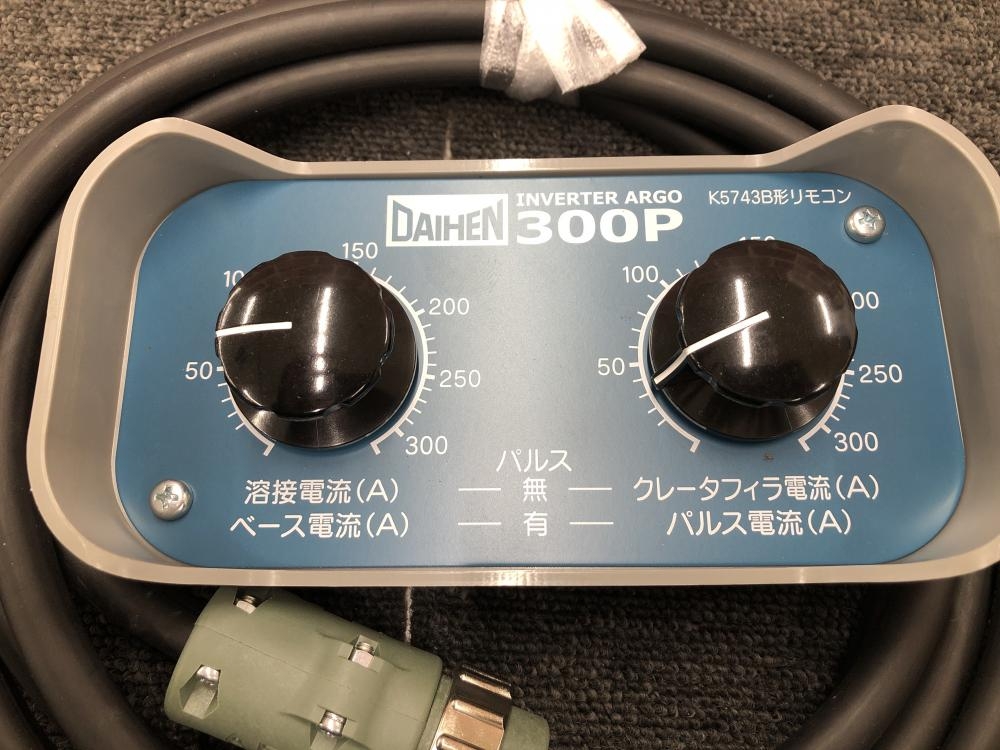 DAIHEN
INVERTER ARGO
300P
K5743B形リモコン
50
150
200
250
300
50
100
250
300
パルス
溶接電流(A) — 無 — クレータフィラ電流(A)
ベース電流(A) — 有 — パルス電流(A)